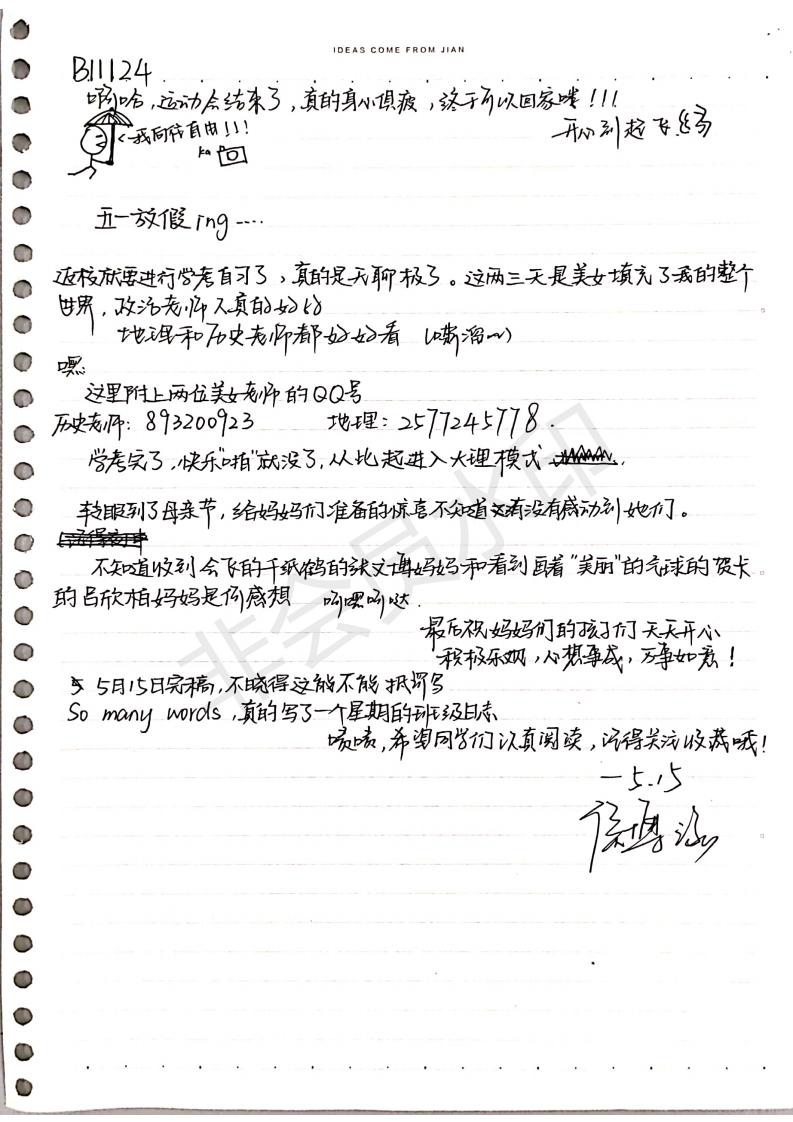 IDEAS COME FROM JIAN
B11124
啊哈,运动会结束了,真的身心俱疲,终于可以回家喽!!!
<我向往自由!!!
开心到起飞
ka
五一放假ing....
返校就要进行学考自习了,真的是无聊极了。这两三天是美女填充了我的整个
世界,政治老师人真的好好
地理和历史老师都好好看 (嘶溜~)
嘿:
这里附上两位美女老师的QQ号
历史老师: 893200923 地理: 2577245778.
学考完了,快乐"啪"就没了,从此起进入大理模式
转眼到了母亲节,给妈妈们准备的惊喜不知道有没有感动到她们。
不知道收到会飞的千纸鹤的张文博妈妈和看到画着"美丽"的气球的贺卡
的吕欣柏妈妈是何感想
最后祝妈妈们的孩子们天天开心
积极乐观,心想事成,万事如意!
5月15日完稿,不晓得这能不能抵罚写
So many words,真的写了一个星期的班级日志
啧啧,希望同学们认真阅读,记得关注收藏哦!
—5.15
非会员水印